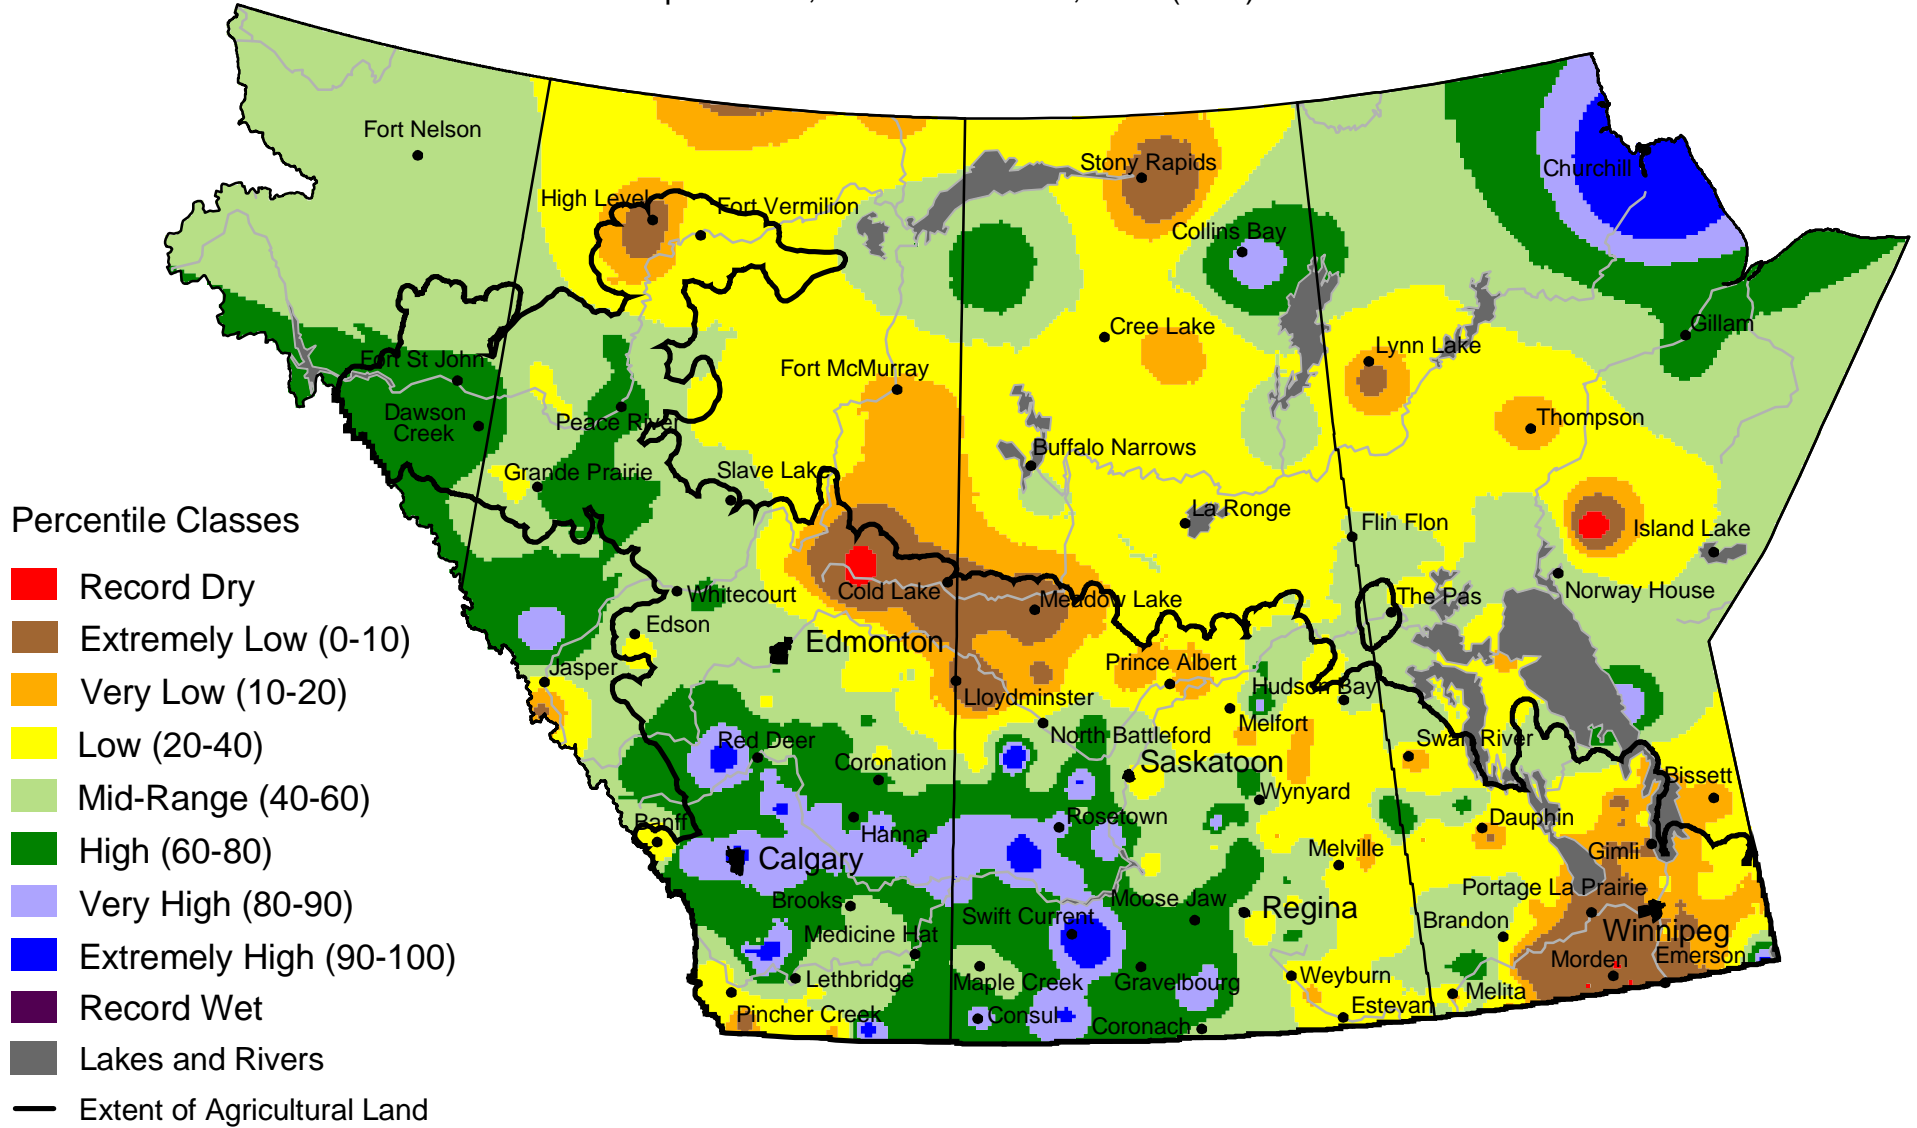 Fort Nelson
High Level
Fort Vermilion
Stony Rapids
Collins Bay
Churchill
Gillam
Cree Lake
Lynn Lake
Fort McMurray
Fort St John
Dawson
Creek
Peace River
Thompson
Buffalo Narrows
Grande Prairie
Slave Lake
La Ronge
Flin Flon
Island Lake
Whitecourt
Cold Lake
Meadow Lake
The Pas
Norway House
Edson
Edmonton
Jasper
Prince Albert
Lloydminster
Hudson Bay
Melfort
Red Deer
North Battleford
Swan River
Coronation
Saskatoon
Bissett
Wynyard
Banff
Hanna
Rosetown
Dauphin
Calgary
Melville
Gimli
Brooks
Moose Jaw
Portage La Prairie
Swift Current
Regina
Brandon
Medicine Hat
Winnipeg
Lethbridge
Maple Creek
Gravelbourg
Weyburn
Morden
Emerson
Pincher Creek
Consul
Coronach
Estevan
Melita
Percentile Classes
Record Dry
Extremely Low (0-10)
Very Low (10-20)
Low (20-40)
Mid-Range (40-60)
High (60-80)
Very High (80-90)
Extremely High (90-100)
Record Wet
Lakes and Rivers
Extent of Agricultural Land